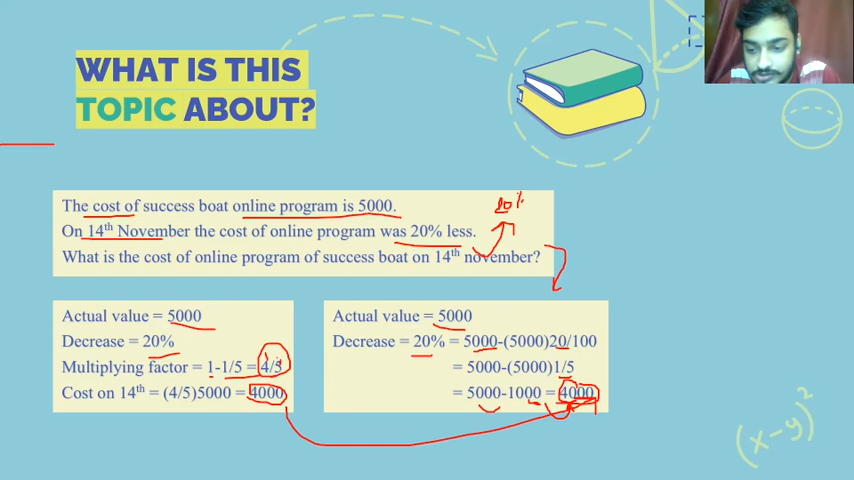 WHAT IS THIS
TOPIC ABOUT?
The cost of success boat online program is 5000.
On 14th November the cost of online program was 20% less.
What is the cost of online program of success boat on 14th november?
20%
Actual value = 5000
Decrease = 20%
Multiplying factor = 1-1/5 = 4/5
Cost on 14th = (4/5)5000 = 4000
Actual value = 5000
Decrease = 20% = 5000-(5000)20/100
= 5000-(5000)1/5
= 5000-1000 = 4000
(x-y)²